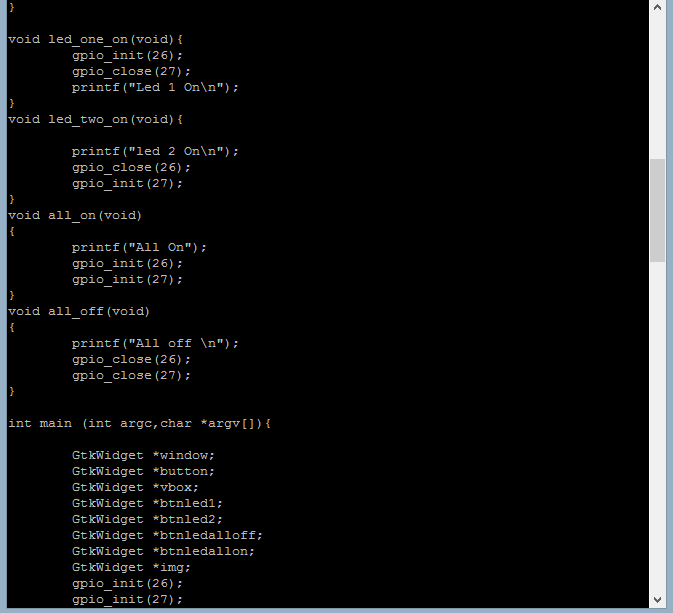 }

void led_one_on(void){
        gpio_init(26);
        gpio_close(27);
        printf("Led 1 On\n");
}
void led_two_on(void){

        printf("led 2 On\n");
        gpio_close(26);
        gpio_init(27);
}
void all_on(void)
{
        printf("All On");
        gpio_init(26);
        gpio_init(27);
}
void all_off(void)
{
        printf("All off \n");
        gpio_close(26);
        gpio_close(27);
}

int main (int argc,char *argv[]){

        GtkWidget *window;
        GtkWidget *button;
        GtkWidget *vbox;
        GtkWidget *btnled1;
        GtkWidget *btnled2;
        GtkWidget *btnledalloff;
        GtkWidget *btnledallon;
        GtkWidget *img;
        gpio_init(26);
        gpio_init(27);